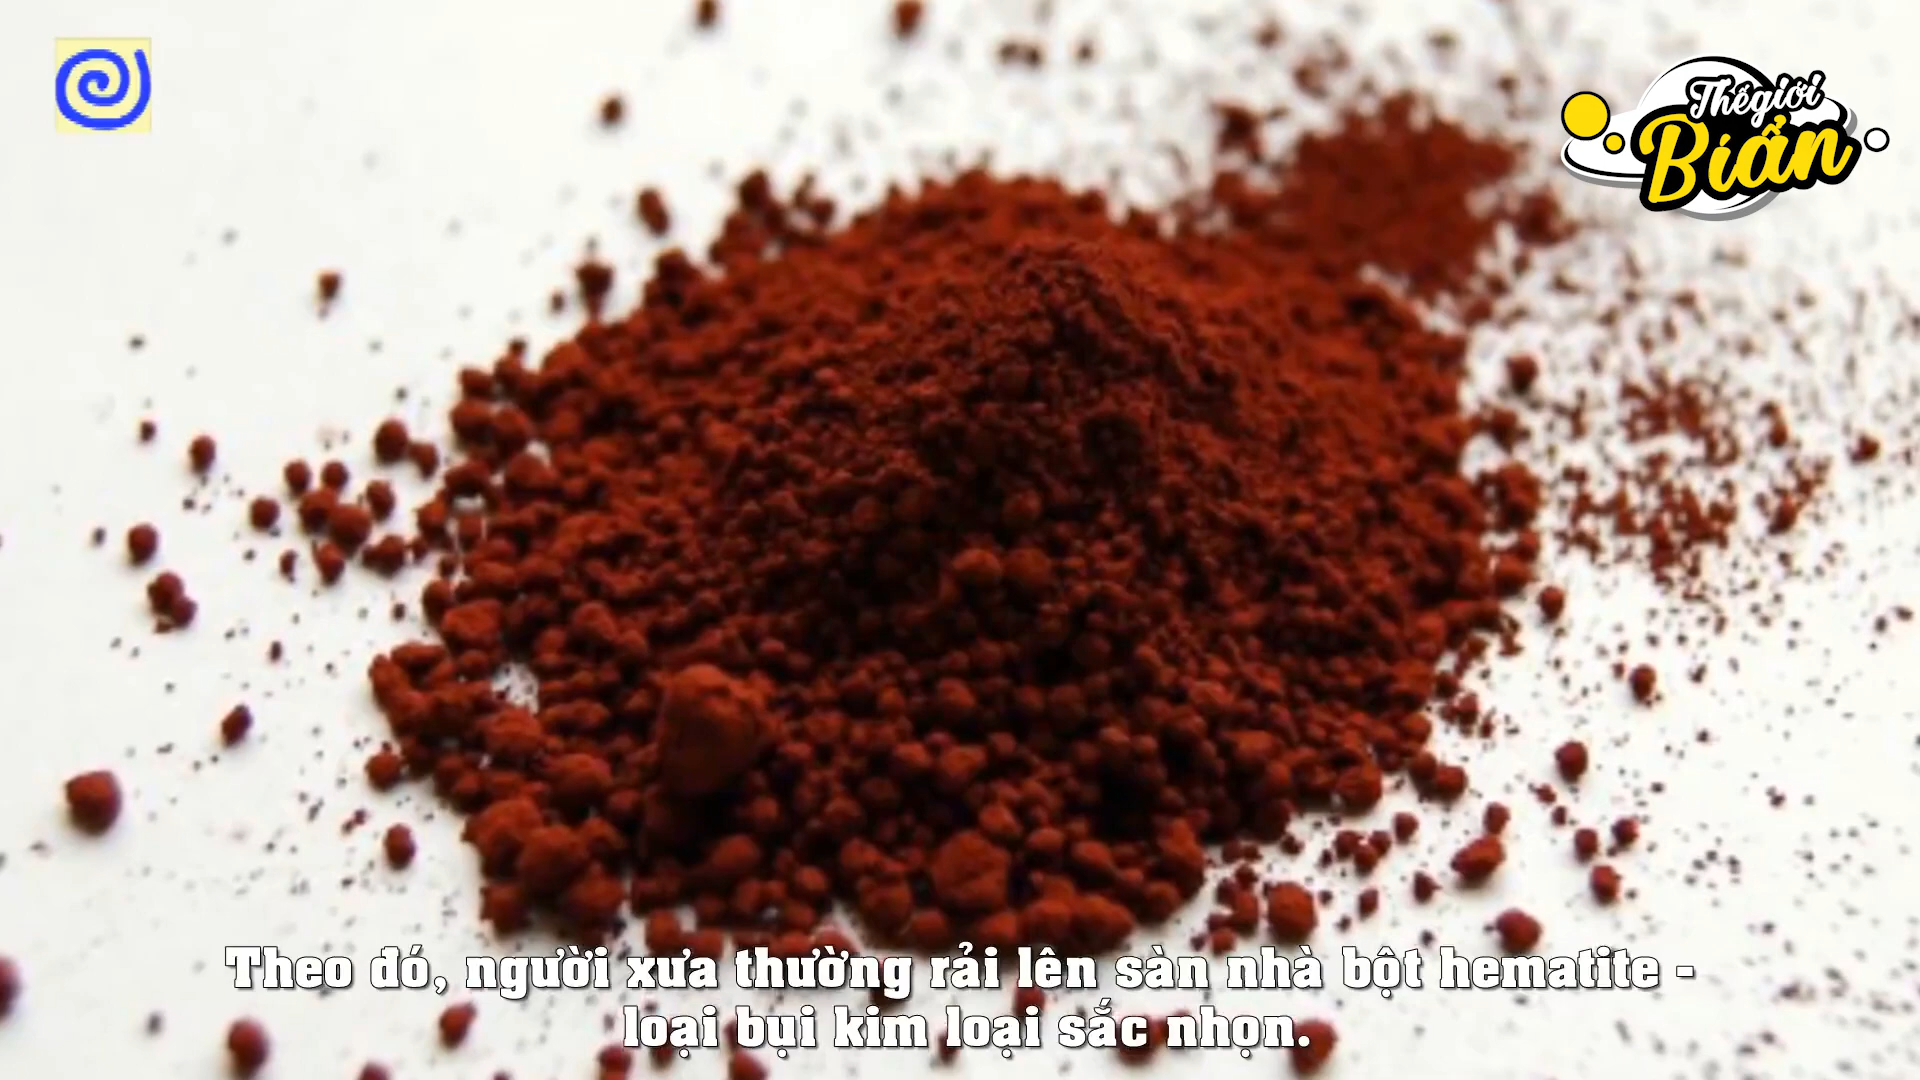 Thế giới
Bí ẩn
Theo đó, người xưa thường rải lên sàn nhà bột hematite -
loại bụi kim loại sắc nhọn.